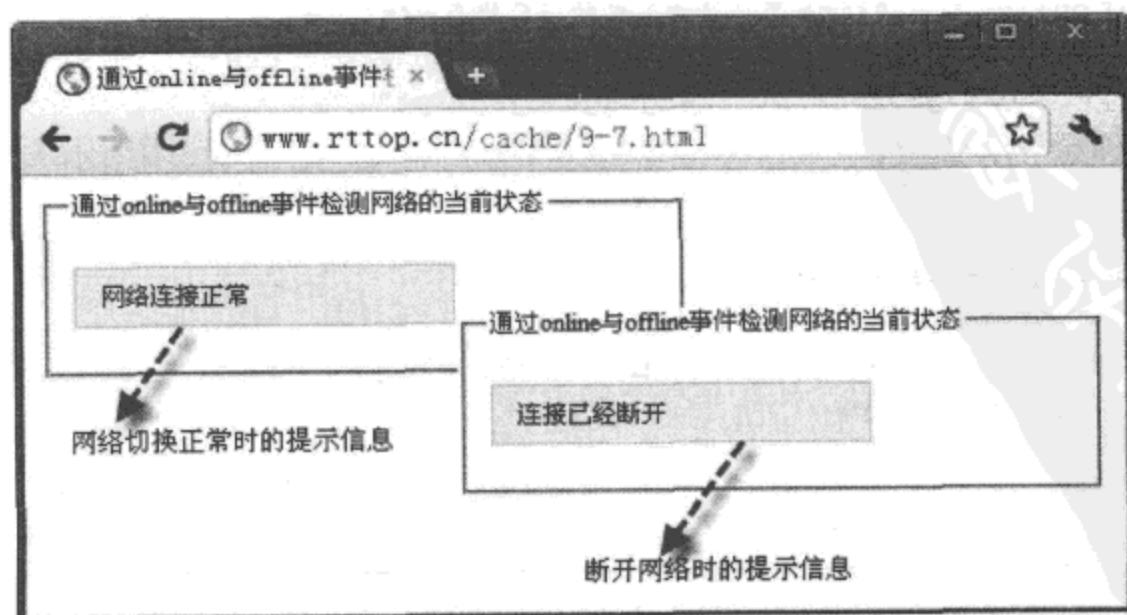 通过online与offline事件 ×
www.rttop.cn/cache/9-7.html
通过online与offline事件检测网络的当前状态
网络连接正常
网络切换正常时的提示信息
通过online与offline事件检测网络的当前状态
连接已经断开
断开网络时的提示信息